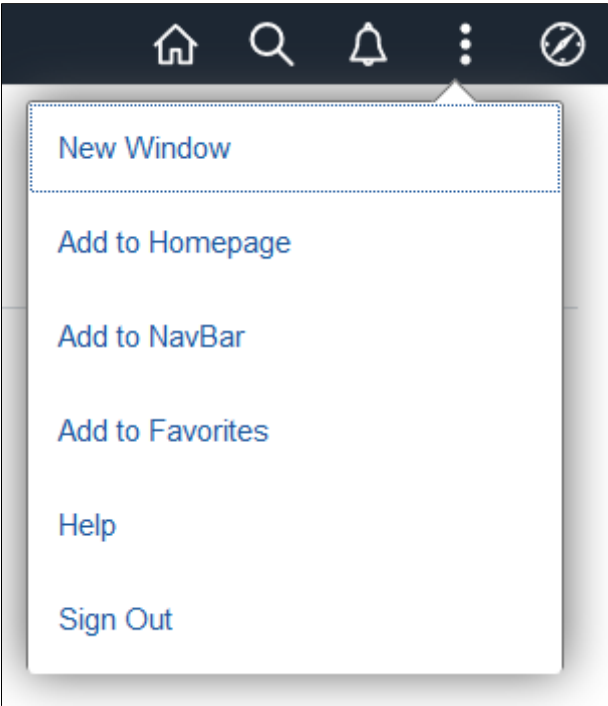 New Window
Add to Homepage
Add to NavBar
Add to Favorites
Help
Sign Out